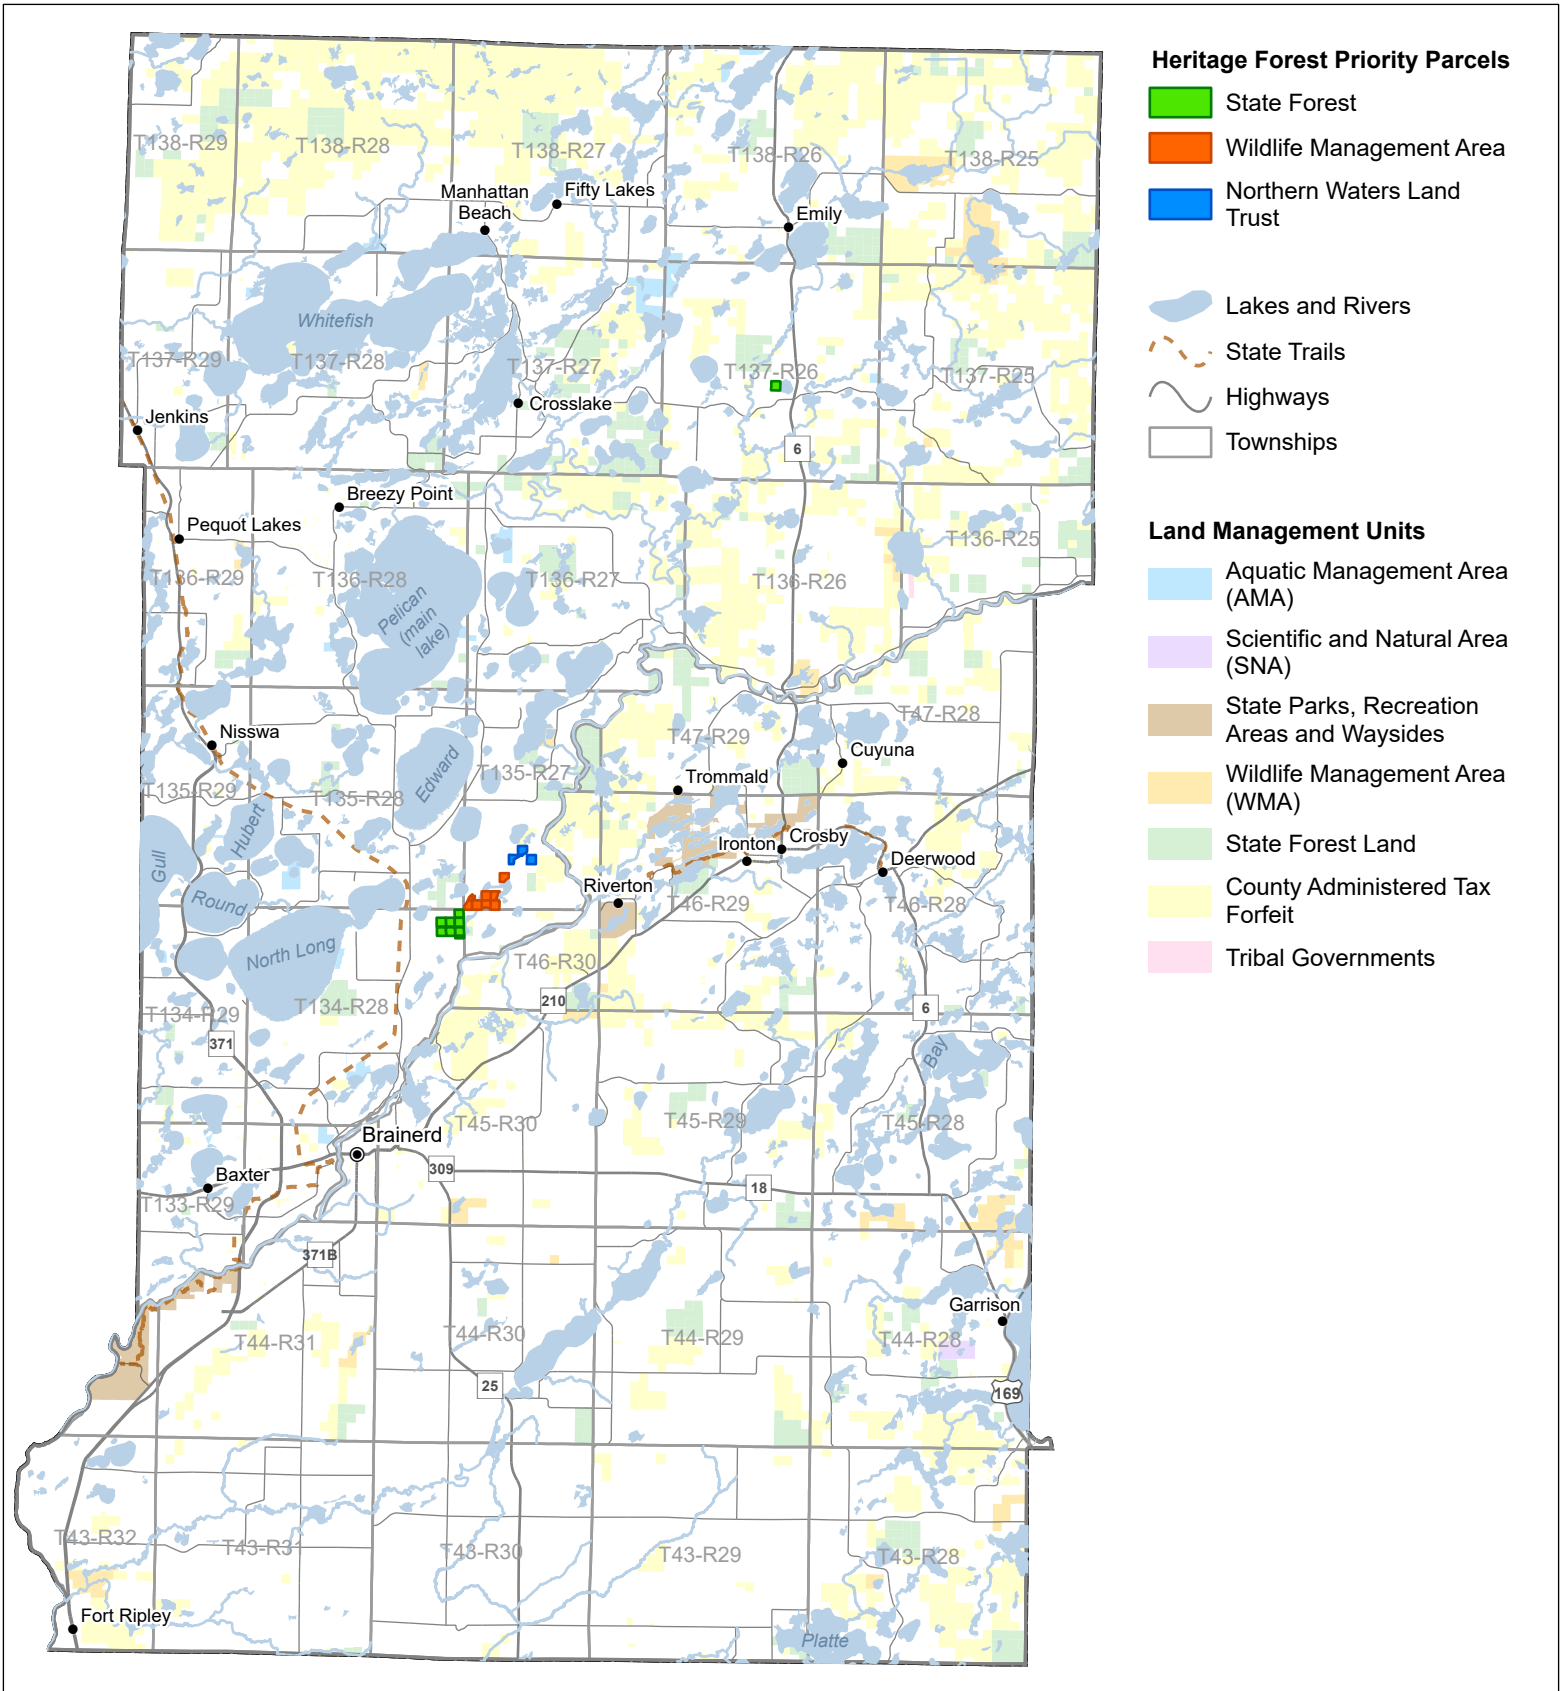 Heritage Forest Priority Parcels
State Forest
Wildlife Management Area
Northern Waters Land
Trust
Lakes and Rivers
State Trails
Highways
Townships
Land Management Units
Aquatic Management Area
(AMA)
Scientific and Natural Area
(SNA)
State Parks, Recreation
Areas and Waysides
Wildlife Management Area
(WMA)
State Forest Land
County Administered Tax
Forfeit
Tribal Governments
T138-R29
T138-R28
T138-R27
T138-R26
T138-R25
Manhattan
Beach
Fifty Lakes
Emily
Whitefish
T137-R29
T137-R28
T137-R27
T137-R26
T137-R25
Jenkins
Crosslake
6
Breezy Point
Pequot Lakes
T136-R29
T136-R28
T136-R27
T136-R26
T136-R25
Pelican
(main
lake)
Nisswa
T47-R29
T47-R28
Cuyuna
Trommald
Edward
T135-R29
T135-R28
T135-R27
Hubert
Gull
Round
Ironton
Crosby
Deerwood
Riverton
T46-R29
T46-R28
North Long
T46-R30
210
6
T134-R29
T134-R28
371
Bay
T45-R30
T45-R29
T45-R28
Brainerd
309
18
Baxter
T133-R29
371B
Garrison
T44-R31
T44-R30
T44-R29
T44-R28
25
169
T43-R32
T43-R31
T43-R30
T43-R29
T43-R28
Fort Ripley
Platte